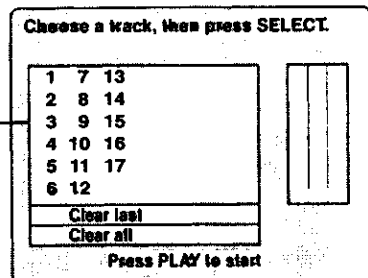 Choose a track, then press SELECT.
1 7 13
2 8 14
3 9 15
4 10 16
5 11 17
6 12
Clear last
Clear all
Press PLAY to start